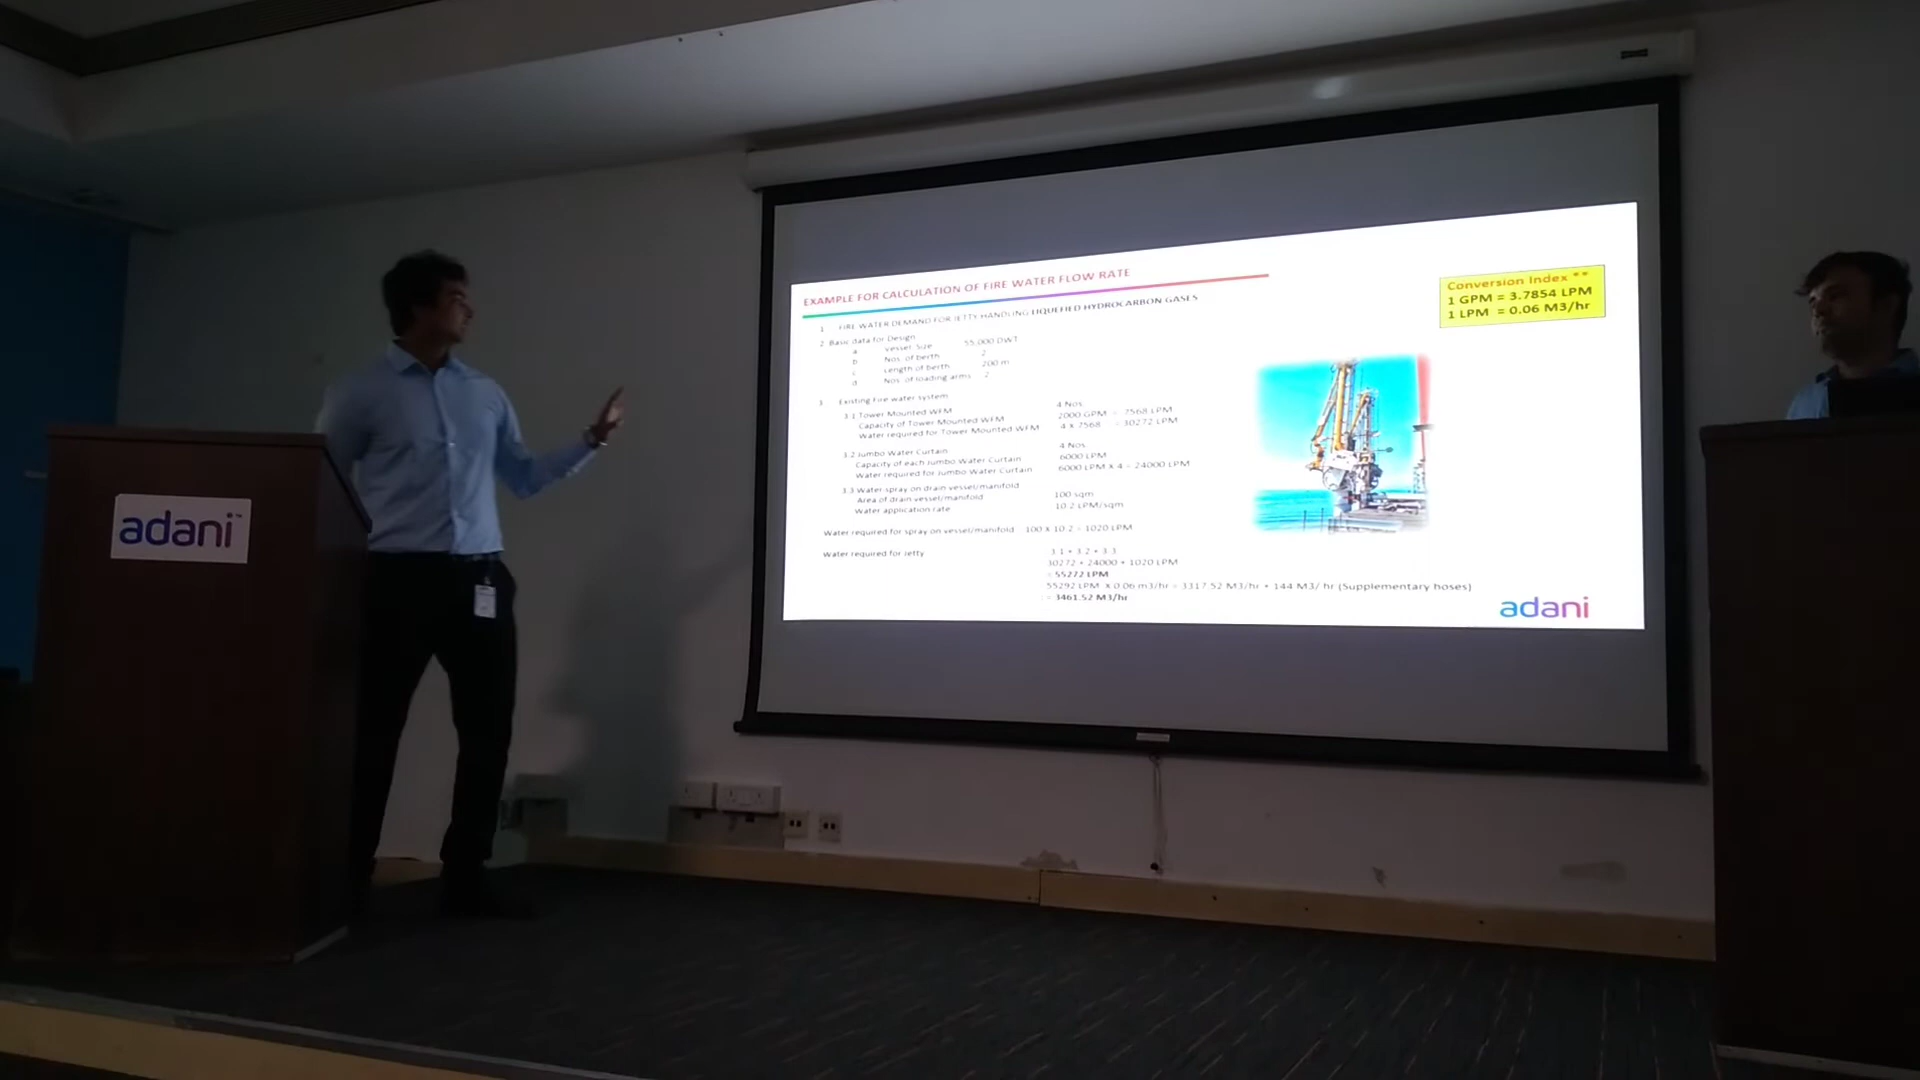 EXAMPLE FOR CALCULATION OF FIRE WATER FLOW RATE
Conversion Index **
1 GPM = 3.7854 LPM
1 LPM = 0.06 M3/hr
1 FIRE WATER DEMAND FOR JETTY HANDLING LIQUEFIED HYDROCARBON GASES
2 Basic data for Design
a Vessel Size 55,000 DWT
b Nos. of berth 2
c Length of berth 200 m
d Nos. of loading arms 2
3 Existing Fire water system
3.1 Tower Mounted WFM 4 Nos.
Capacity of Tower Mounted WFM 2000 GPM = 7568 LPM
Water required for Tower Mounted WFM 4 X 7568 = 30272 LPM
3.2 Jumbo Water Curtain 4 Nos.
Capacity of each Jumbo Water Curtain 6000 LPM
Water required for Jumbo Water Curtain 6000 LPM X 4 = 24000 LPM
3.3 Water spray on drain vessel/manifold
Area of drain vessel/manifold 100 sqm
Water application rate 10.2 LPM/sqm
Water required for spray on vessel/manifold 100 X 10.2 = 1020 LPM
Water required for Jetty 3.1 + 3.2 + 3.3
30272 + 24000 + 1020 LPM
= 55272 LPM
55292 LPM X 0.06 m3/hr = 3317.52 M3/hr + 144 M3/ hr (Supplementary hoses)
= 3461.52 M3/hr
adani
adani™